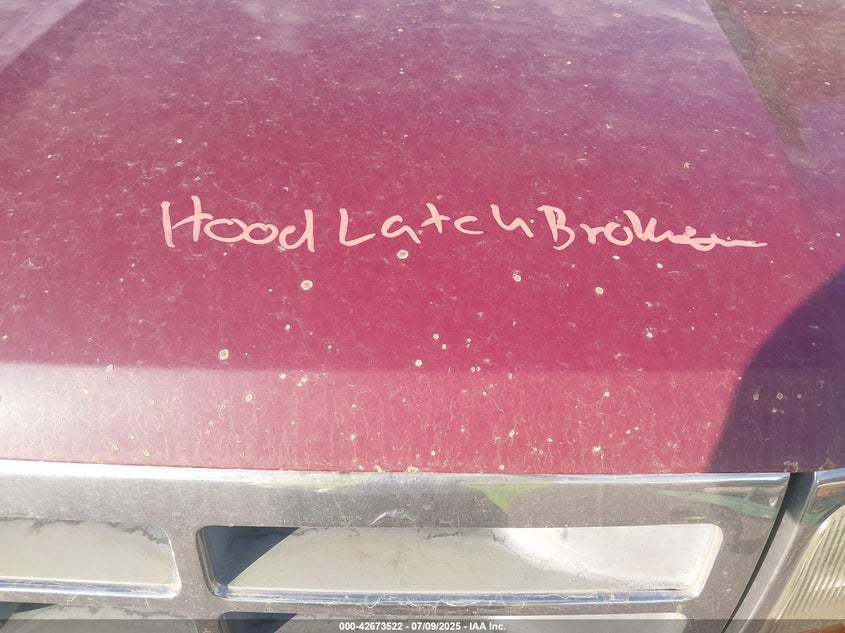 Hood Latch Broken
000-42673522 - 07/09/2025 - IAA Inc.